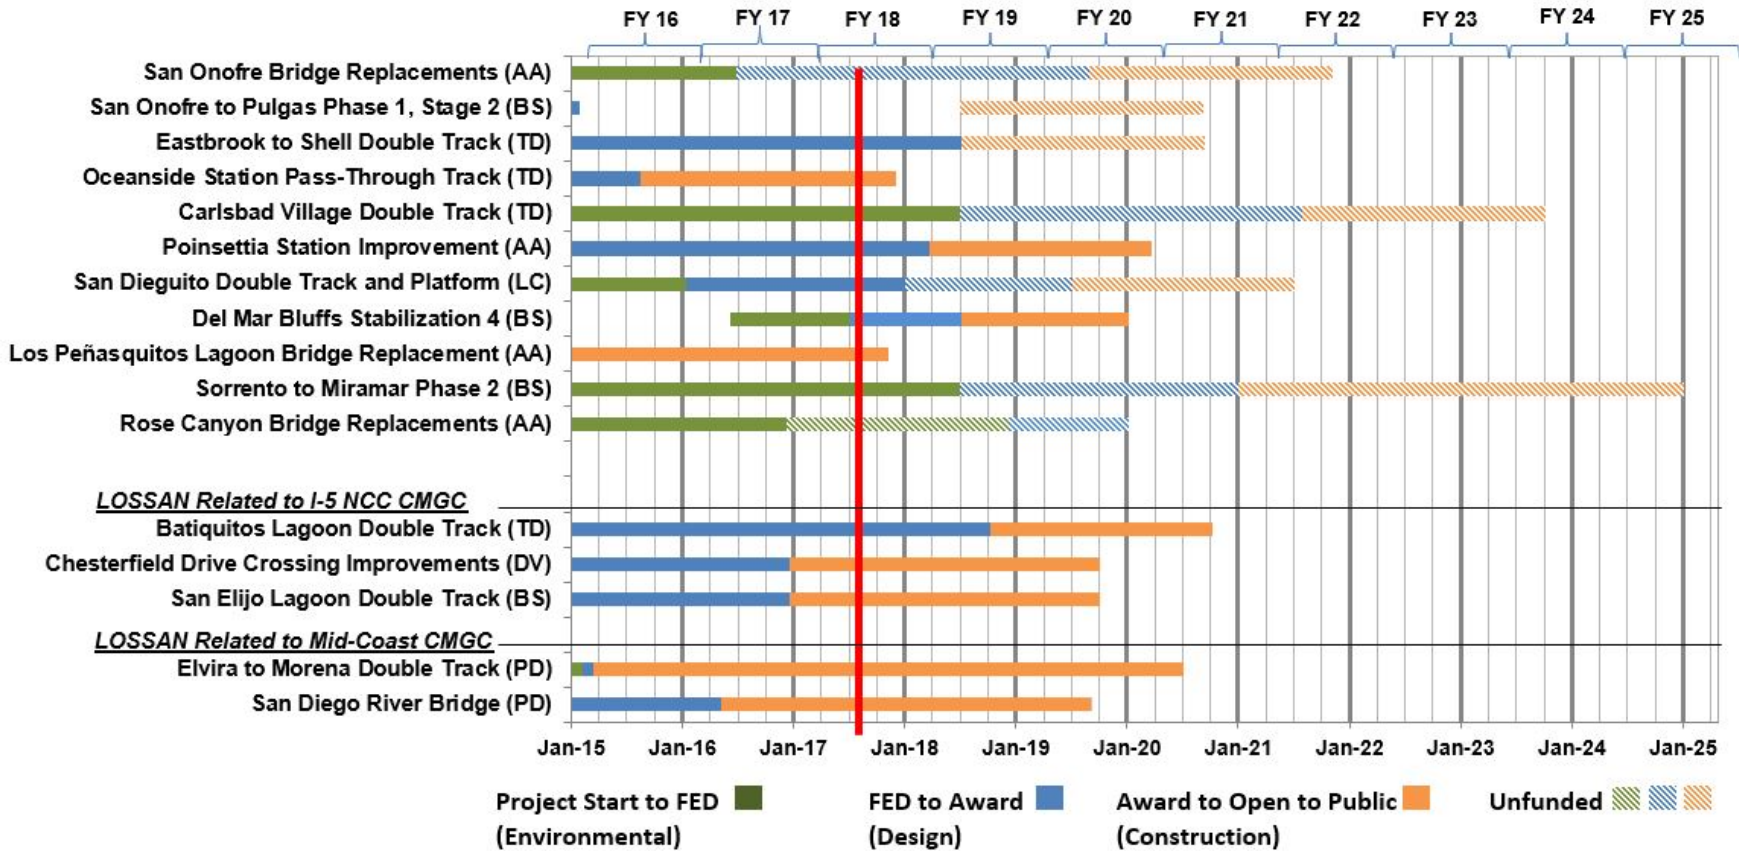 FY 16 FY 17 FY 18 FY 19 FY 20 FY 21 FY 22 FY 23 FY 24 FY 25
San Onofre Bridge Replacements (AA)
San Onofre to Pulgas Phase 1, Stage 2 (BS)
Eastbrook to Shell Double Track (TD)
Oceanside Station Pass-Through Track (TD)
Carlsbad Village Double Track (TD)
Poinsettia Station Improvement (AA)
San Dieguito Double Track and Platform (LC)
Del Mar Bluffs Stabilization 4 (BS)
Los Peñasquitos Lagoon Bridge Replacement (AA)
Sorrento to Miramar Phase 2 (BS)
Rose Canyon Bridge Replacements (AA)
LOSSAN Related to I-5 NCC CMGC
Batiquitos Lagoon Double Track (TD)
Chesterfield Drive Crossing Improvements (DV)
San Elijo Lagoon Double Track (BS)
LOSSAN Related to Mid-Coast CMGC
Elvira to Morena Double Track (PD)
San Diego River Bridge (PD)
Jan-15 Jan-16 Jan-17 Jan-18 Jan-19 Jan-20 Jan-21 Jan-22 Jan-23 Jan-24 Jan-25
Project Start to FED FED to Award Award to Open to Public Unfunded
(Environmental) (Design) (Construction)